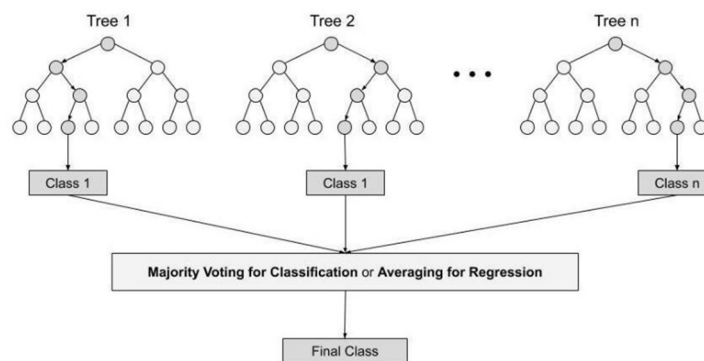 Tree 1
Tree 2
Tree n
Class 1
Class 1
Class n
Majority Voting for Classification or Averaging for Regression
Final Class